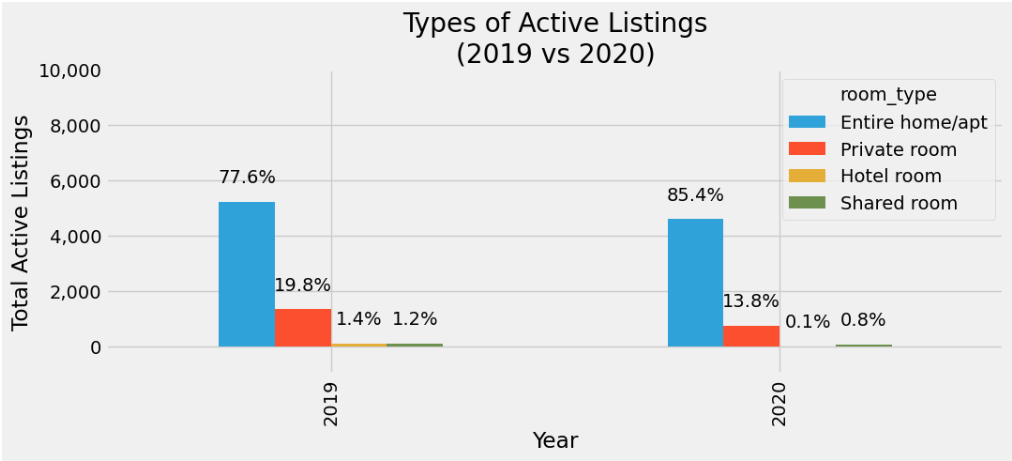 Types of Active Listings
(2019 vs 2020)
Total Active Listings
10,000
8,000
6,000
4,000
2,000
0
77.6%
19.8%
1.4%
1.2%
85.4%
13.8%
0.1%
0.8%
room_type
Entire home/apt
Private room
Hotel room
Shared room
2019
2020
Year